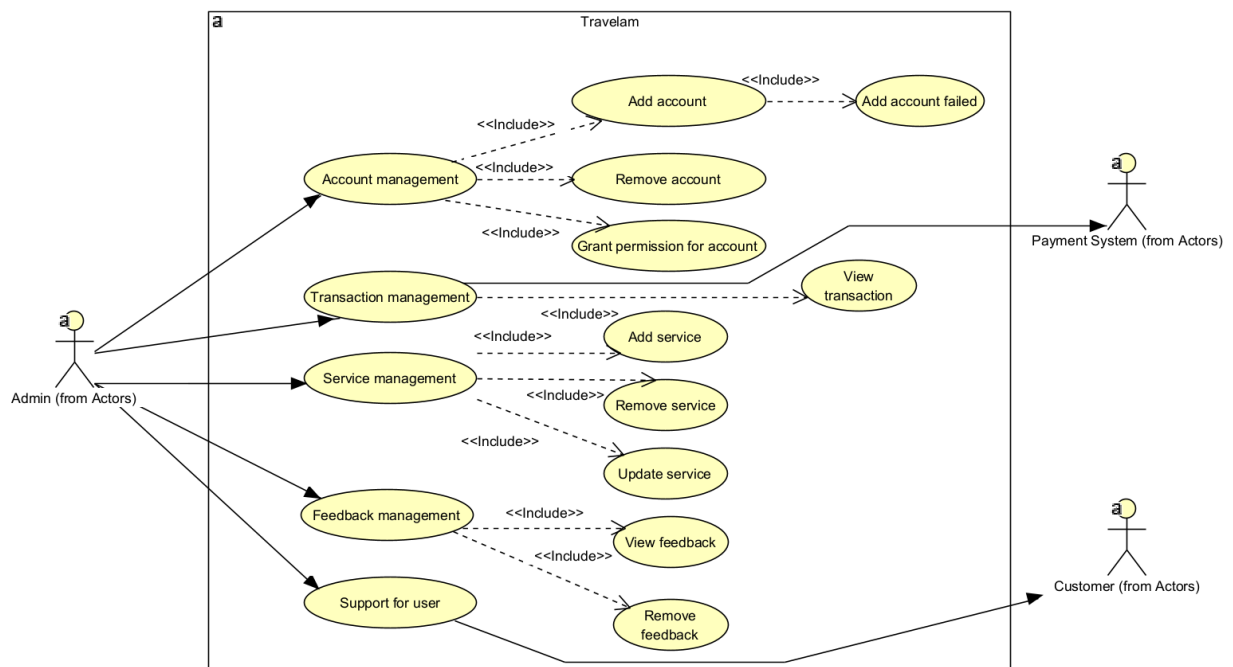 a
Travelam
<<Include>>
Add account
Add account failed
<<Include>>
<<Include>>
Account management
Remove account
a
<<Include>>
Grant permission for account
Payment System (from Actors)
View
transaction
Transaction management
<<Include>>
a
<<Include>>
Add service
Service management
<<Include>>
Remove service
Admin (from Actors)
<<Include>>
Update service
a
<<Include>>
Feedback management
View feedback
<<Include>>
Customer (from Actors)
Support for user
Remove
feedback